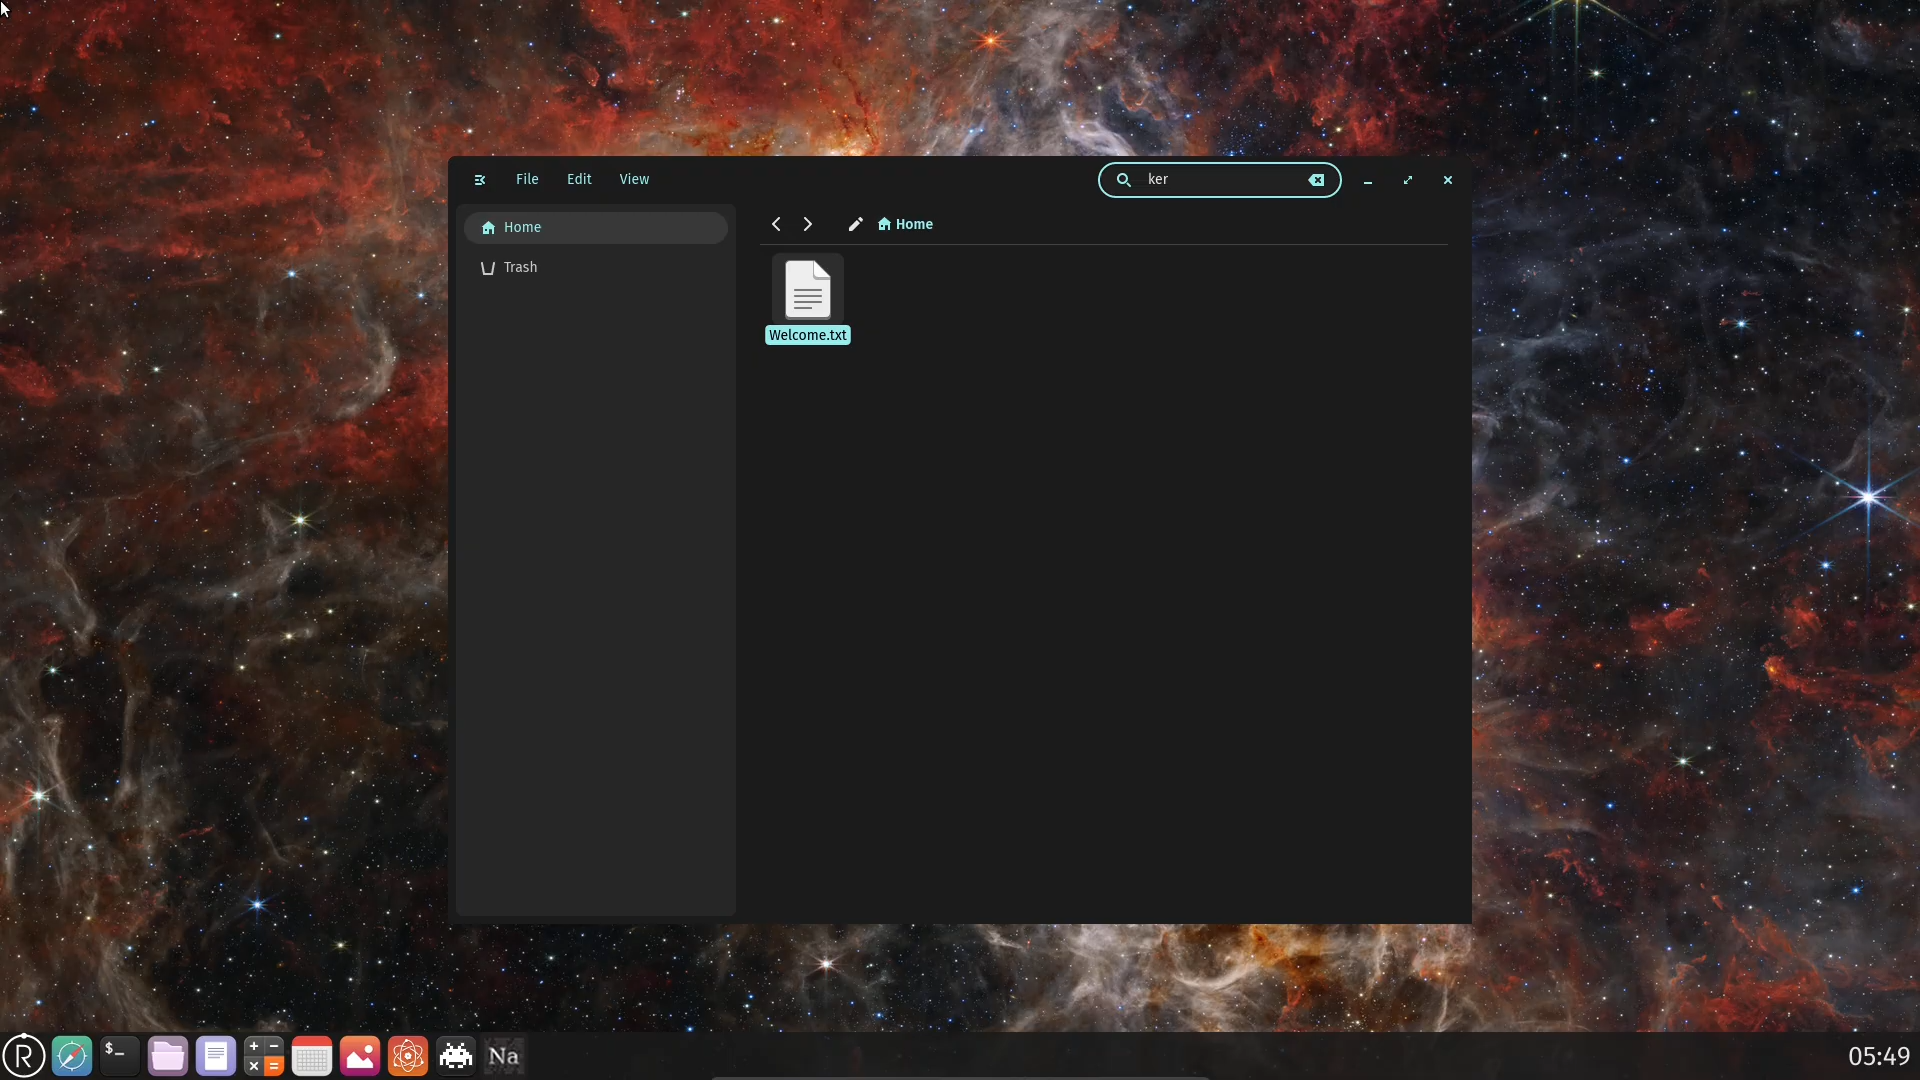 File Edit View ker
Home
Trash
Home
Welcome.txt
R $_ Na 05:49